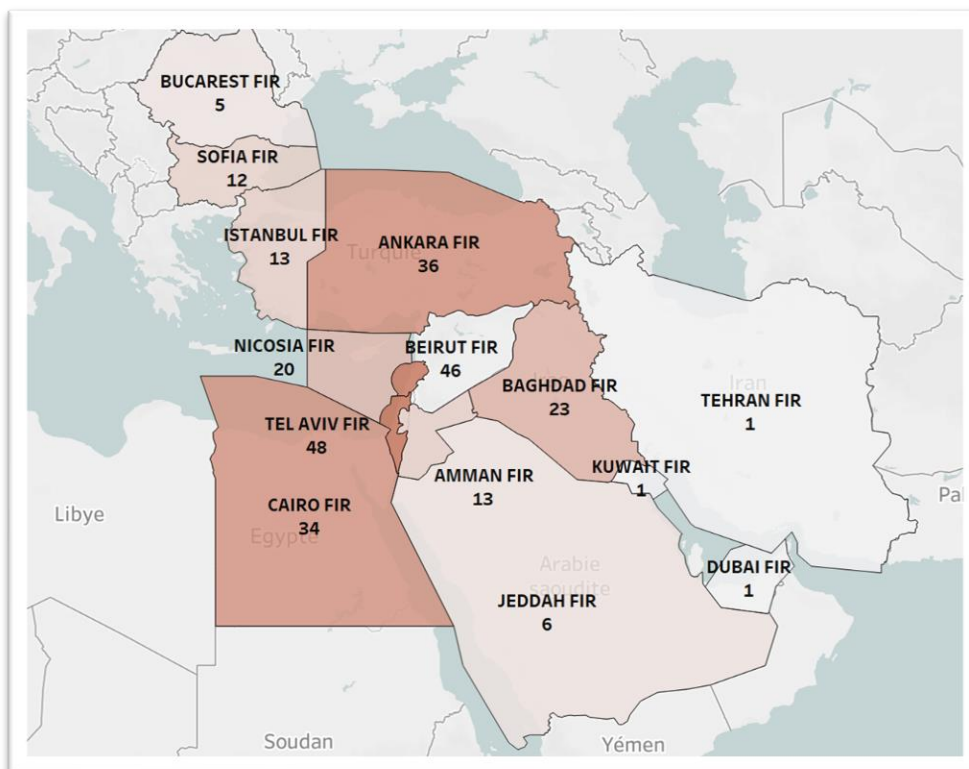 BUCAREST FIR
5
SOFIA FIR
12
ISTANBUL FIR
13
Turquie
ANKARA FIR
36
NICOSIA FIR
20
BEIRUT FIR
46
BAGHDAD FIR
23
Iran
TEHRAN FIR
1
TEL AVIV FIR
48
AMMAN FIR
13
KUWAIT FIR
1
CAIRO FIR
34
Egypte
Libye
Arabie
saoudite
DUBAI FIR
1
JEDDAH FIR
6
Soudan
Yémen